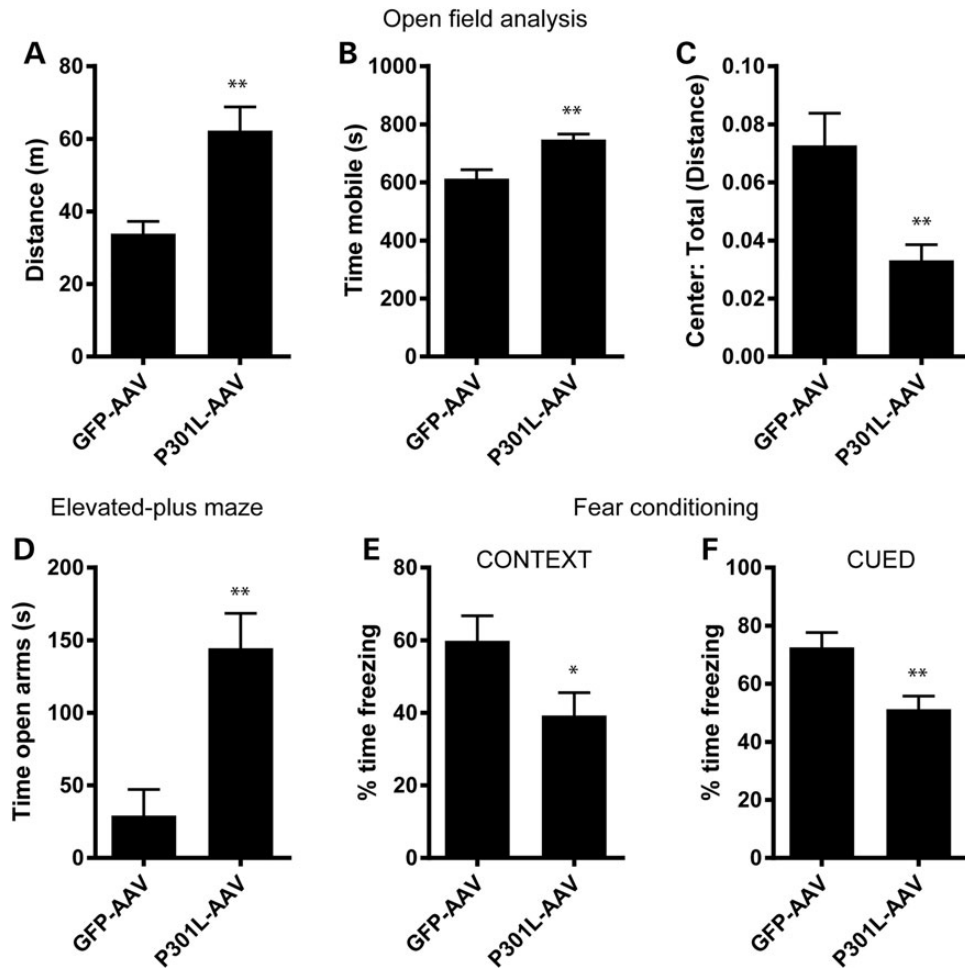 Open field analysis
A
Distance (m)
80
60
40
20
0
**
GFP-AAV
P301L-AAV
B
Time mobile (s)
1000
800
600
400
200
0
**
GFP-AAV
P301L-AAV
C
Center: Total (Distance)
0.10
0.08
0.06
0.04
0.02
0.00
**
GFP-AAV
P301L-AAV
Elevated-plus maze
D
Time open arms (s)
200
150
100
50
0
**
GFP-AAV
P301L-AAV
Fear conditioning
E
CONTEXT
% time freezing
80
60
40
20
0
*
GFP-AAV
P301L-AAV
F
CUED
% time freezing
100
80
60
40
20
0
**
GFP-AAV
P301L-AAV